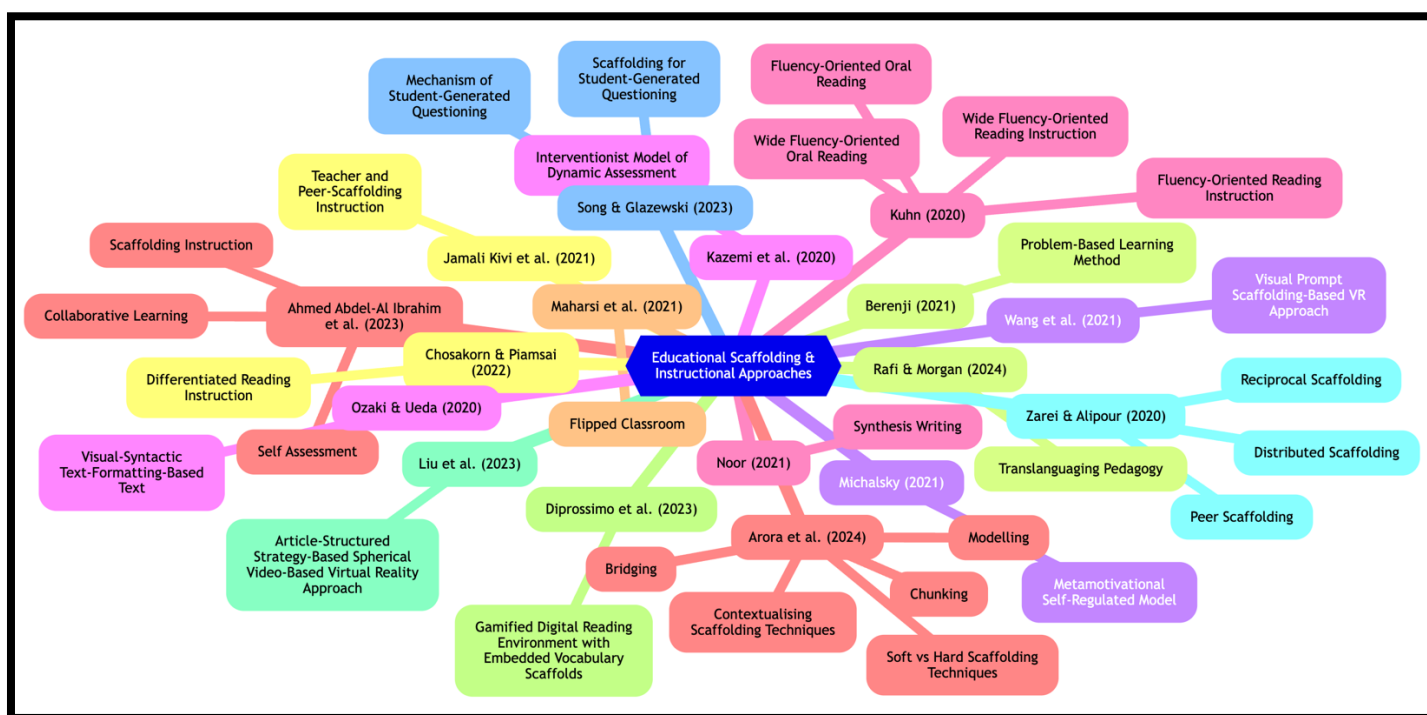 Mechanism of
Student-Generated
Questioning
Scaffolding for
Student-Generated
Questioning
Interventionist Model of
Dynamic Assessment
Song & Glazewski (2023)
Kazemi et al. (2020)
Fluency-Oriented Oral
Reading
Wide Fluency-Oriented
Oral Reading
Wide Fluency-Oriented
Reading Instruction
Fluency-Oriented Reading
Instruction
Kuhn (2020)
Teacher and
Peer-Scaffolding
Instruction
Jamali Kivi et al. (2021)
Scaffolding Instruction
Collaborative Learning
Ahmed Abdel-Al Ibrahim
et al. (2023)
Self Assessment
Maharsi et al. (2021)
Flipped Classroom
Chosakorn & Piamsai
(2022)
Differentiated Reading
Instruction
Ozaki & Ueda (2020)
Visual-Syntactic
Text-Formatting-Based
Text
Educational Scaffolding &
Instructional Approaches
Problem-Based Learning
Method
Berenji (2021)
Visual Prompt
Scaffolding-Based VR
Approach
Wang et al. (2021)
Rafi & Morgan (2024)
Translanguaging Pedagogy
Zarei & Alipour (2020)
Reciprocal Scaffolding
Distributed Scaffolding
Peer Scaffolding
Liu et al. (2023)
Article-Structured
Strategy-Based Spherical
Video-Based Virtual Reality
Approach
Diprossimo et al. (2023)
Gamified Digital Reading
Environment with
Embedded Vocabulary
Scaffolds
Noor (2021)
Synthesis Writing
Michalsky (2021)
Metamotivational
Self-Regulated Model
Arora et al. (2024)
Modelling
Bridging
Chunking
Contextualising
Scaffolding Techniques
Soft vs Hard Scaffolding
Techniques